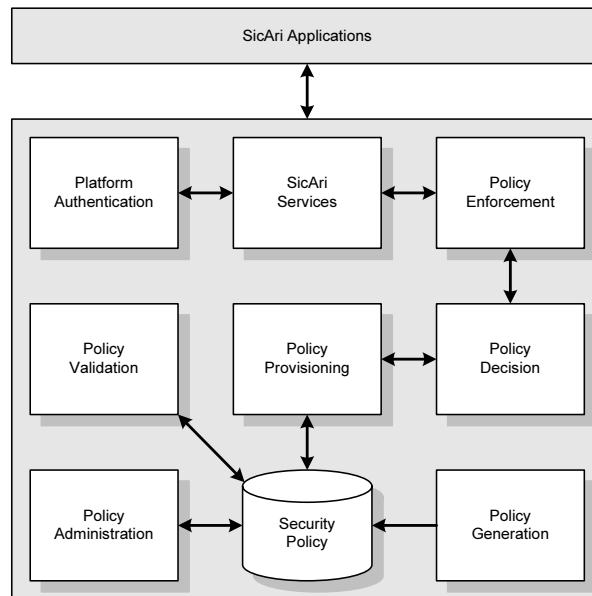 SicAri Applications
Platform
Authentication
SicAri
Services
Policy
Enforcement
Policy
Validation
Policy
Provisioning
Policy
Decision
Policy
Administration
Security
Policy
Policy
Generation